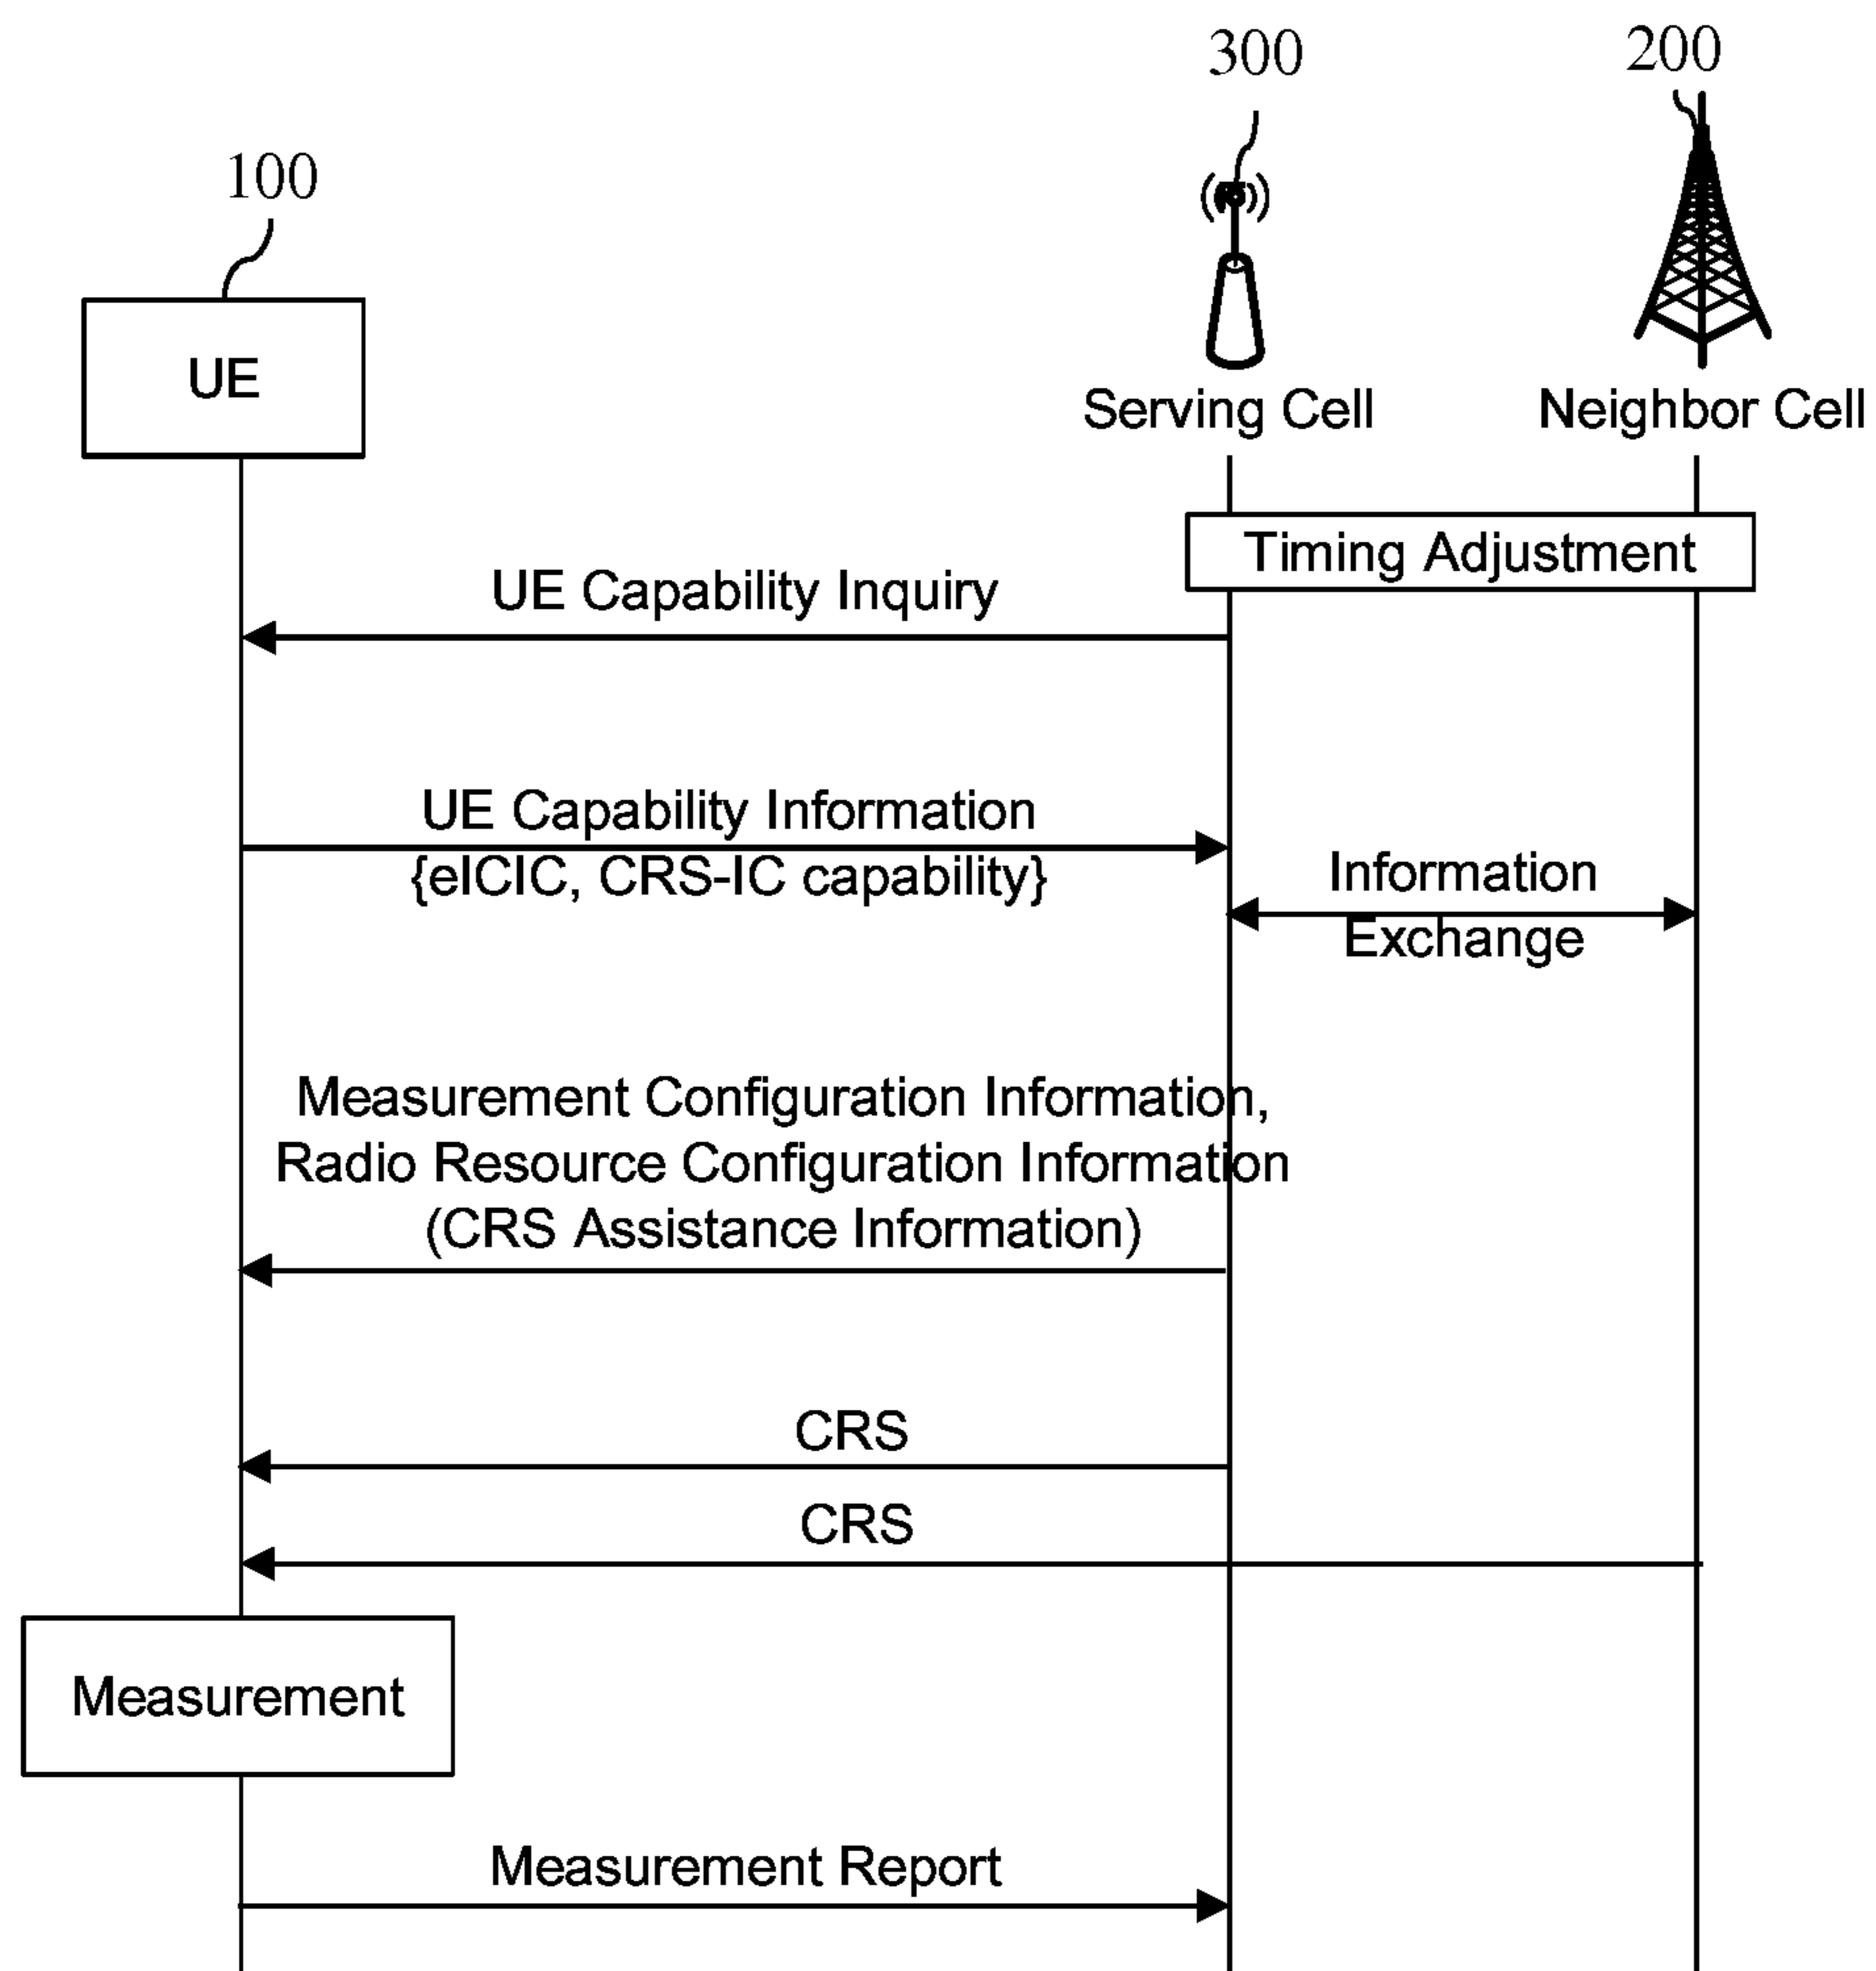 300
200
100
UE
Serving Cell
Neighbor Cell
Timing Adjustment
UE Capability Inquiry
UE Capability Information
{eICIC, CRS-IC capability}
Information
Exchange
Measurement Configuration Information,
Radio Resource Configuration Information
(CRS Assistance Information)
CRS
CRS
Measurement
Measurement Report